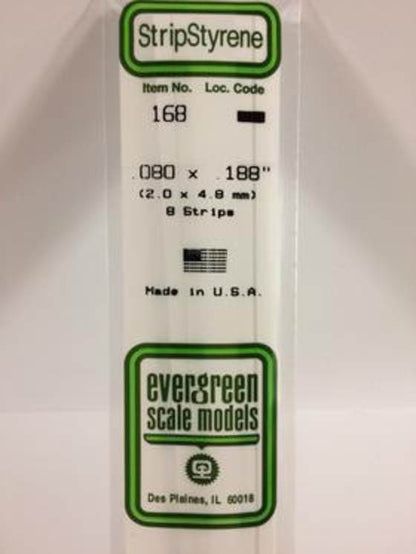 StripStyrene
Item No. Loc. Code
168
.080 x .188"
(2.0 x 4.8 mm)
8 Strips
Made in U.S.A.
evergreen
scale models
Des Plaines, IL 60018